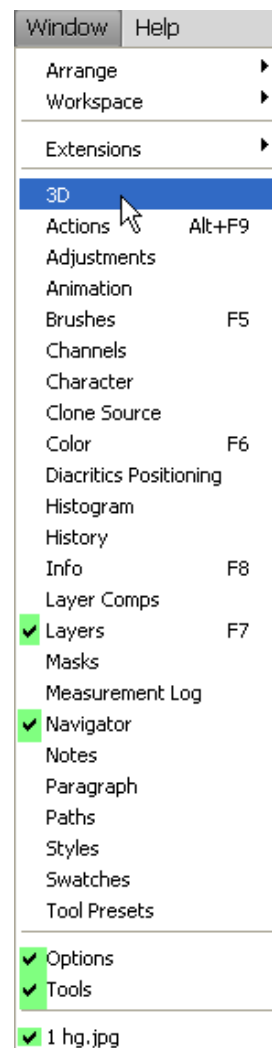 Window Help
Arrange
Workspace
Extensions
3D
Actions Alt+F9
Adjustments
Animation
Brushes F5
Channels
Character
Clone Source
Color F6
Diacritics Positioning
Histogram
History
Info F8
Layer Comps
Layers F7
Masks
Measurement Log
Navigator
Notes
Paragraph
Paths
Styles
Swatches
Tool Presets
Options
Tools
1 hg.jpg